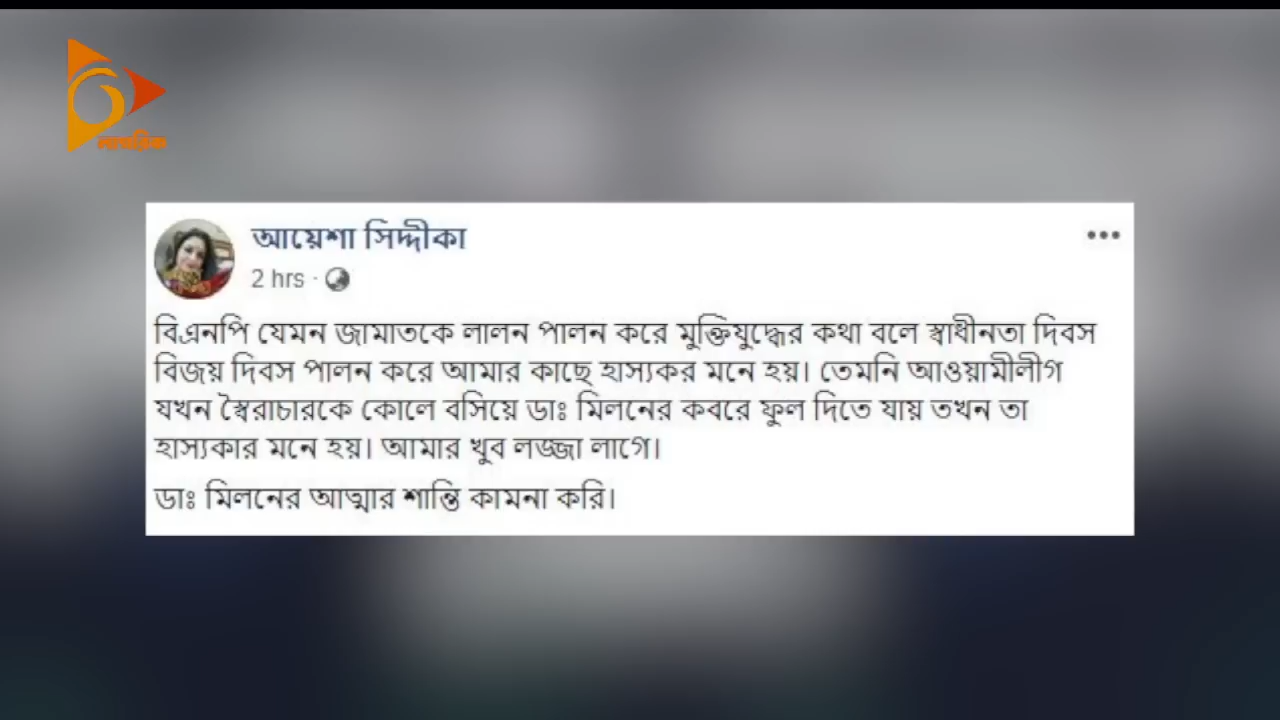 নাগরিক
আয়েশা সিদ্দীকা
2 hrs ·
বিএনপি যেমন জামাতকে লালন পালন করে মুক্তিযুদ্ধের কথা বলে স্বাধীনতা দিবস
বিজয় দিবস পালন করে আমার কাছে হাস্যকর মনে হয়। তেমনি আওয়ামীলীগ
যখন স্বৈরাচারকে কোলে বসিয়ে ডাঃ মিলনের কবরে ফুল দিতে যায় তখন তা
হাস্যকার মনে হয়। আমার খুব লজ্জা লাগে।
ডাঃ মিলনের আত্মার শান্তি কামনা করি।